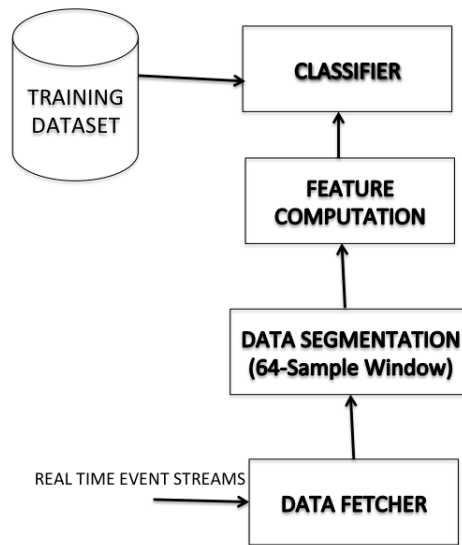 TRAINING
DATASET
CLASSIFIER
FEATURE
COMPUTATION
DATA SEGMENTATION
(64-Sample Window)
REAL TIME EVENT STREAMS
DATA FETCHER